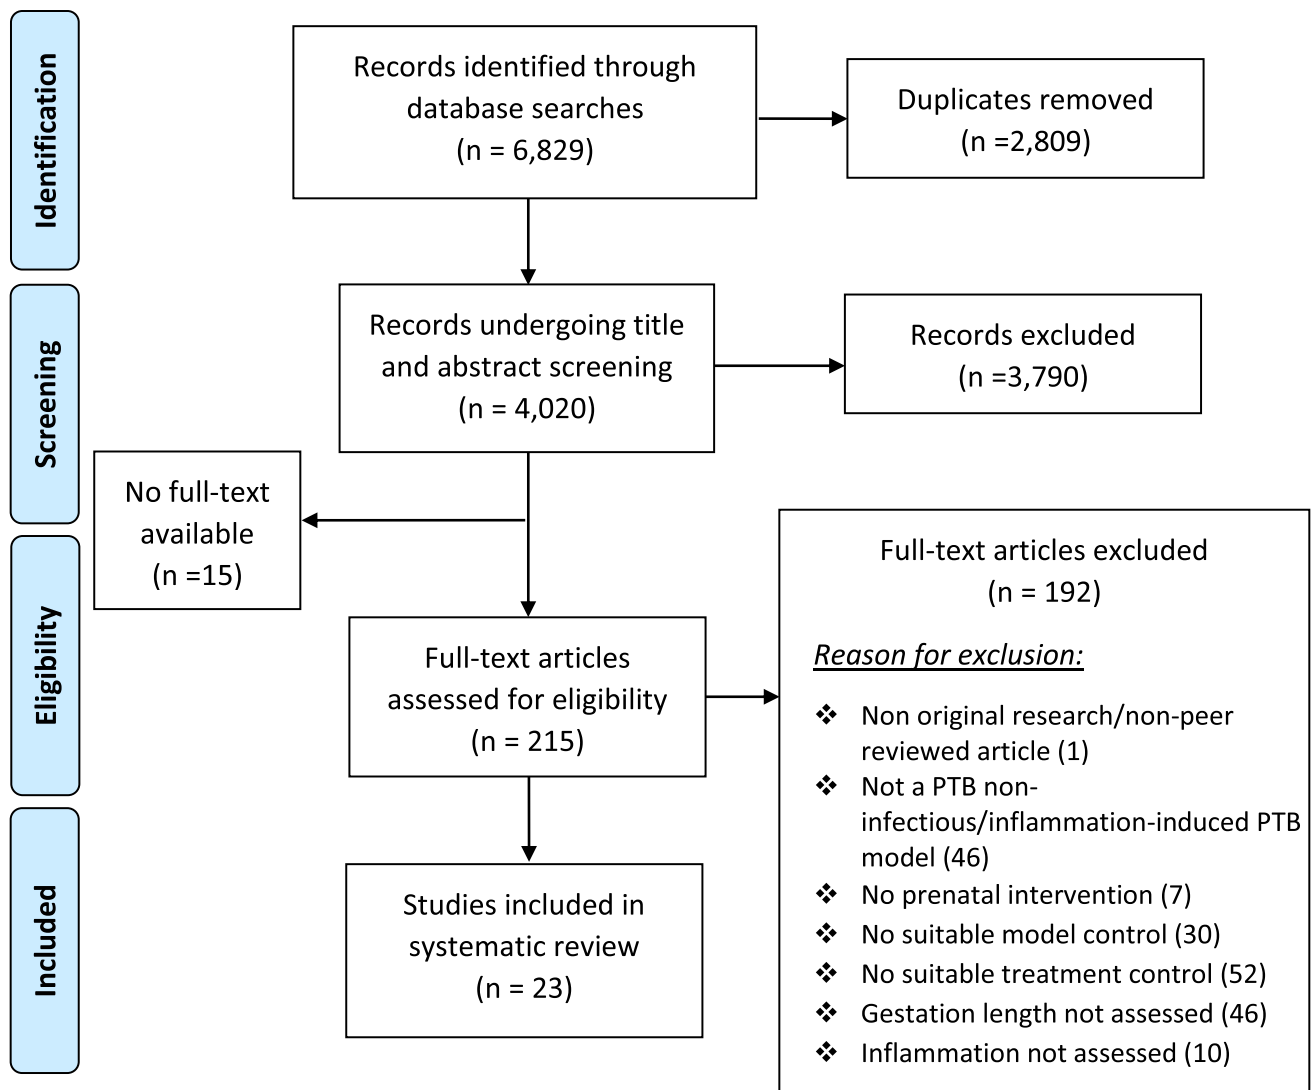 Identification
Records identified through
database searches
(n = 6,829)
Duplicates removed
(n =2,809)
Screening
Records undergoing title
and abstract screening
(n = 4,020)
Records excluded
(n =3,790)
No full-text
available
(n =15)
Eligibility
Full-text articles
assessed for eligibility
(n = 215)
Full-text articles excluded
(n = 192)
Reason for exclusion:
❖ Non original research/non-peer
reviewed article (1)
❖ Not a PTB non-
infectious/inflammation-induced PTB
model (46)
❖ No prenatal intervention (7)
❖ No suitable model control (30)
❖ No suitable treatment control (52)
❖ Gestation length not assessed (46)
❖ Inflammation not assessed (10)
Included
Studies included in
systematic review
(n = 23)